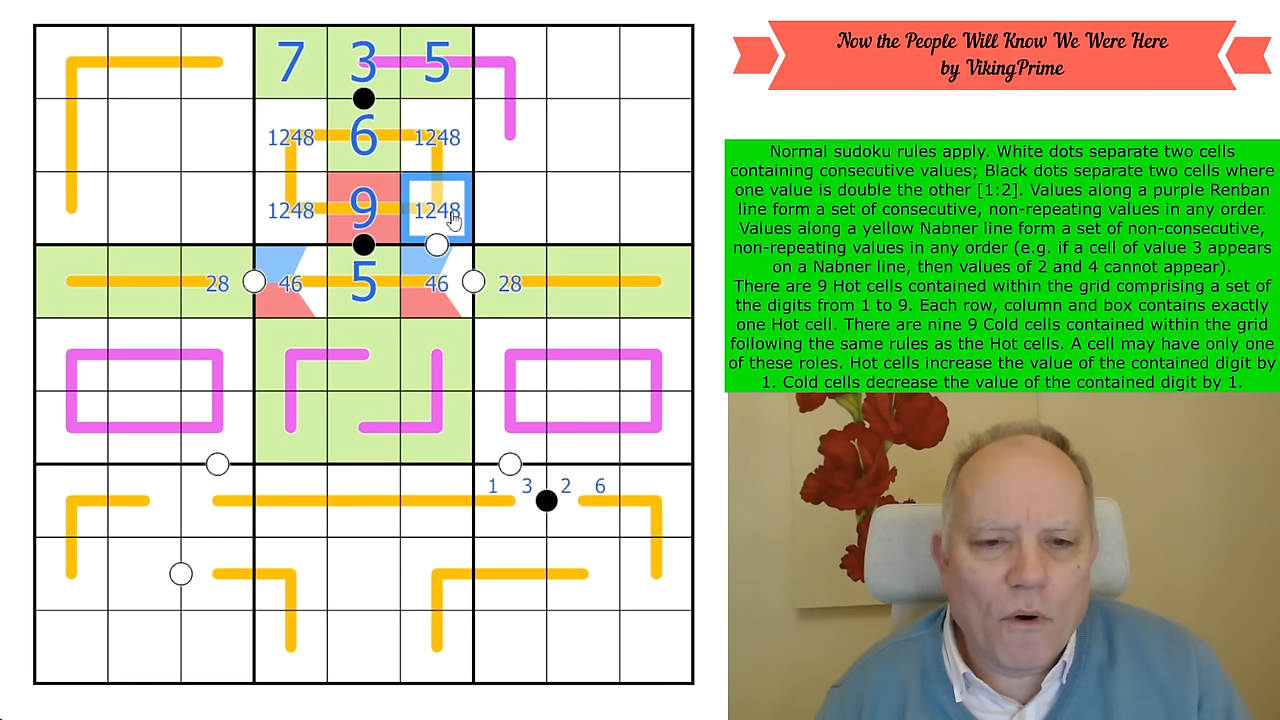 Now the People Will Know We Were Here
by VikingPrime
7 3 5
1248 6 1248
1248 9 1248
28 46 5 46 28
1 3 2 6
Normal sudoku rules apply. White dots separate two cells
containing consecutive values; Black dots separate two cells where
one value is double the other [1:2]. Values along a purple Renban
line form a set of consecutive, non-repeating values in any order.
Values along a yellow Nabner line form a set of non-consecutive,
non-repeating values in any order (e.g. if a cell of value 3 appears
on a Nabner line, then values of 2 and 4 cannot appear).
There are 9 Hot cells contained within the grid comprising a set of
the digits from 1 to 9. Each row, column and box contains exactly
one Hot cell. There are nine 9 Cold cells contained within the grid
following the same rules as the Hot cells. A cell may have only one
of these roles. Hot cells increase the value of the contained digit by
1. Cold cells decrease the value of the contained digit by 1.